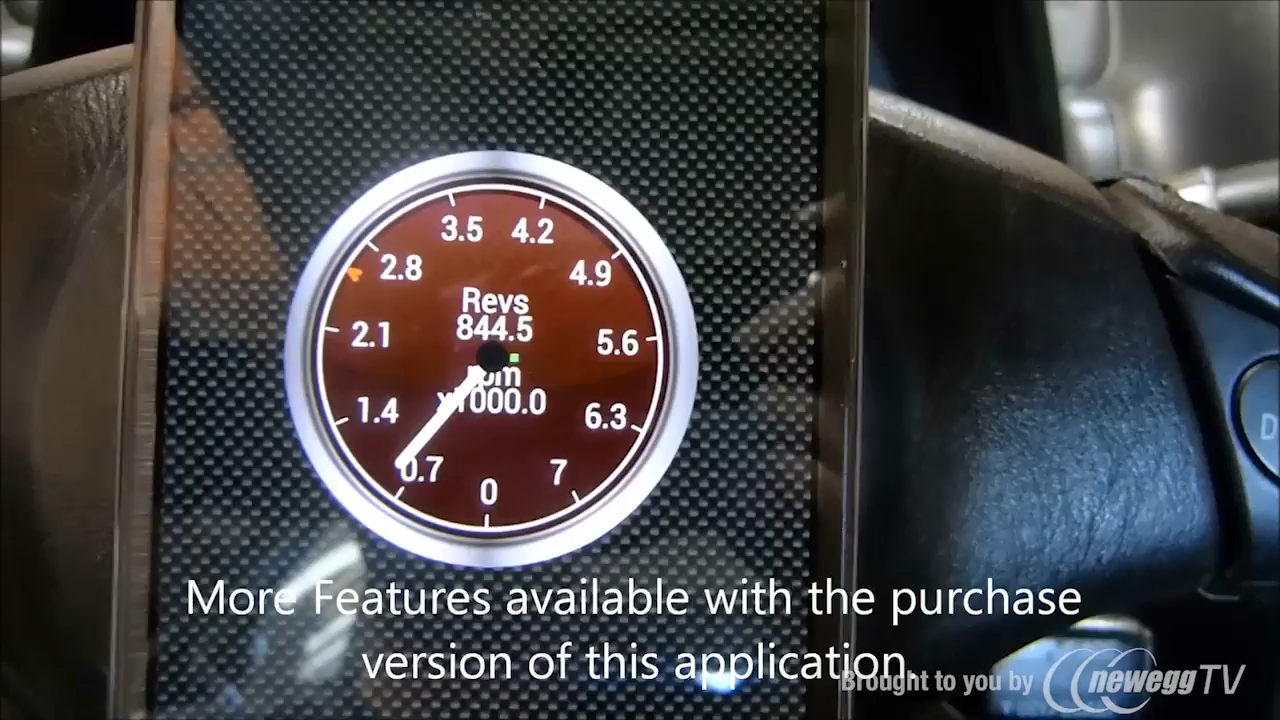 3.5 4.2
2.8 4.9
Revs
844.5
2.1 5.6
rpm
x1000.0
1.4 6.3
0.7 7
0
D
More Features available with the purchase
version of this application.
Brought to you by neweggTV